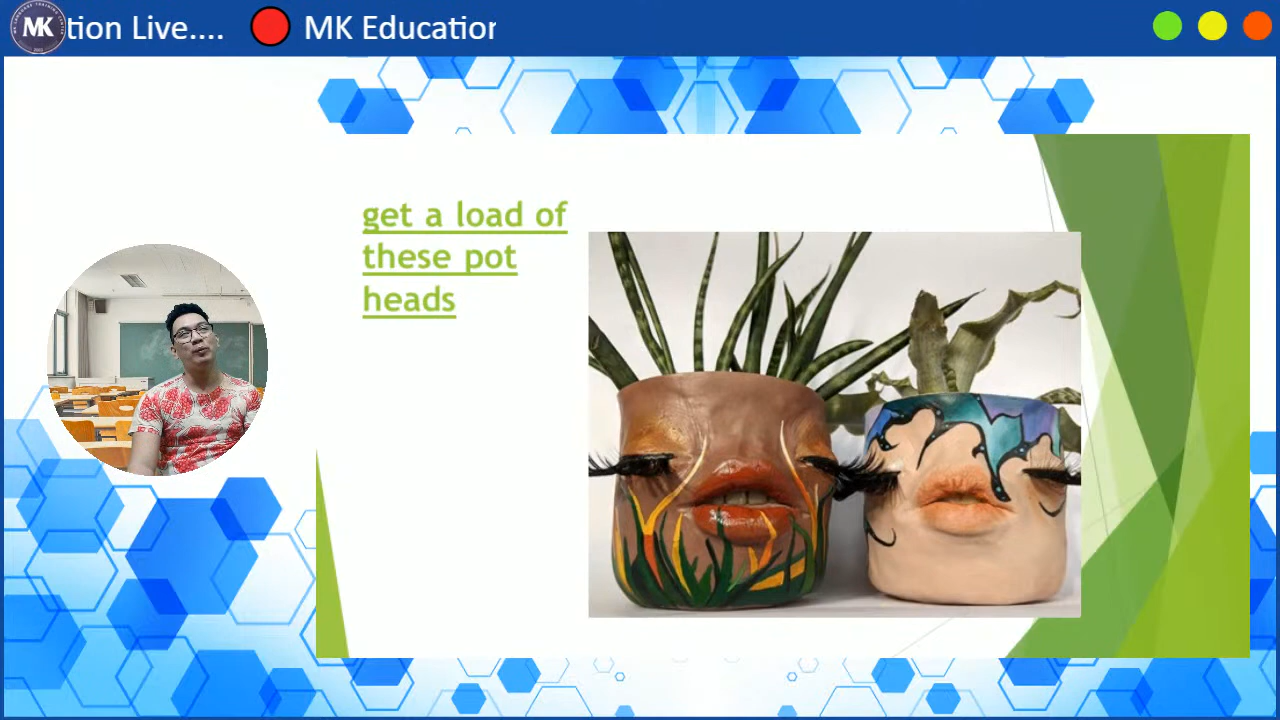 MK
tion Live....
MK Education
get a load of
these pot
heads